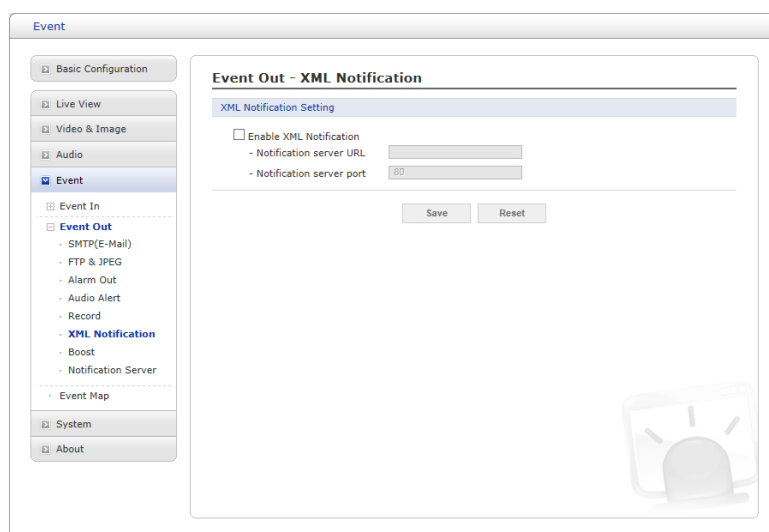 Event
Basic Configuration
Live View
Video & Image
Audio
Event
Event In
Event Out
SMTP(E-Mail)
FTP & JPEG
Alarm Out
Audio Alert
Record
XML Notification
Boost
Notification Server
Event Map
System
About
Event Out - XML Notification
XML Notification Setting
Enable XML Notification
- Notification server URL
- Notification server port 80
Save Reset